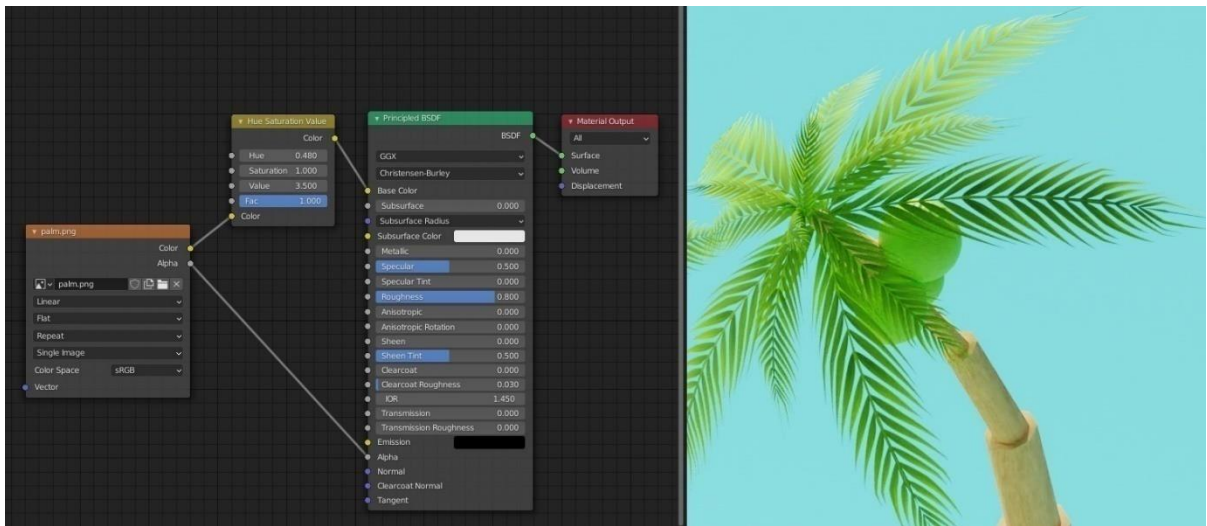 palm.png
Color
Alpha
palm.png
Linear
Flat
Repeat
Single Image
Color Space sRGB
Vector
Hue Saturation Value
Color
Hue 0.480
Saturation 1.000
Value 3.500
Fac 1.000
Color
Principled BSDF
BSDF
GGX
Christensen-Burley
Base Color
Subsurface 0.000
Subsurface Radius
Subsurface Color
Metallic 0.000
Specular 0.500
Specular Tint 0.000
Roughness 0.800
Anisotropic 0.000
Anisotropic Rotation 0.000
Sheen 0.000
Sheen Tint 0.500
Clearcoat 0.000
Clearcoat Roughness 0.030
IOR 1.450
Transmission 0.000
Transmission Roughness 0.000
Emission
Alpha
Normal
Clearcoat Normal
Tangent
Material Output
All
Surface
Volume
Displacement